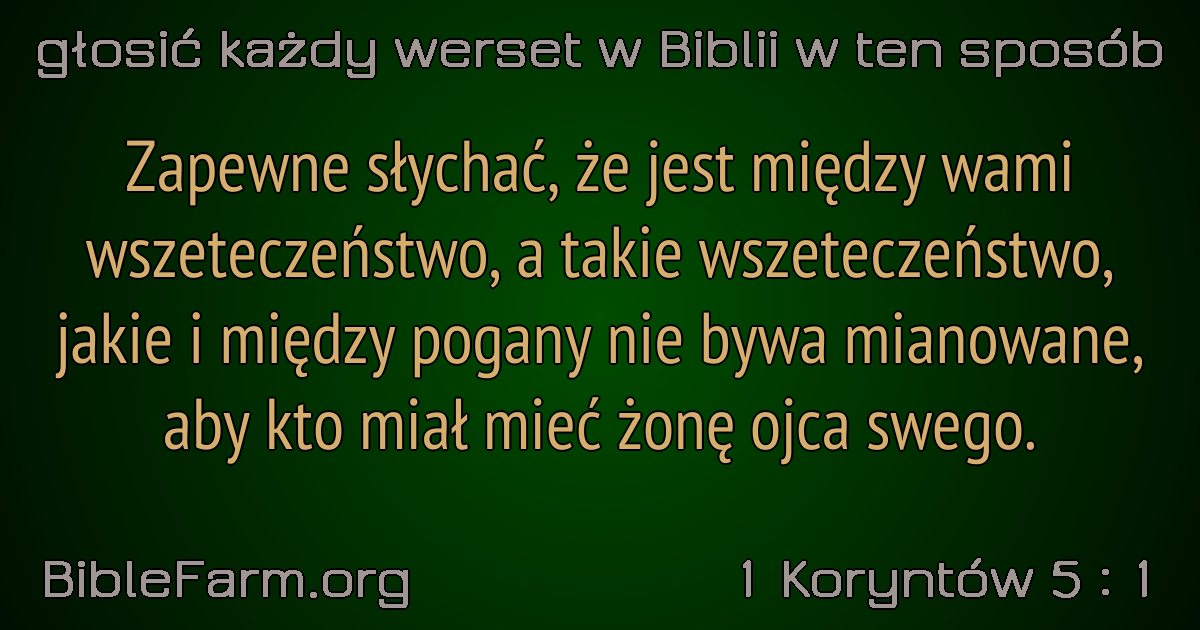 głosić każdy werset w Biblii w ten sposób
Zapewne słychać, że jest między wami
wszeteczeństwo, a takie wszeteczeństwo,
jakie i między pogany nie bywa mianowane,
aby kto miał mieć żonę ojca swego.
BibleFarm.org
1 Koryntów 5 : 1